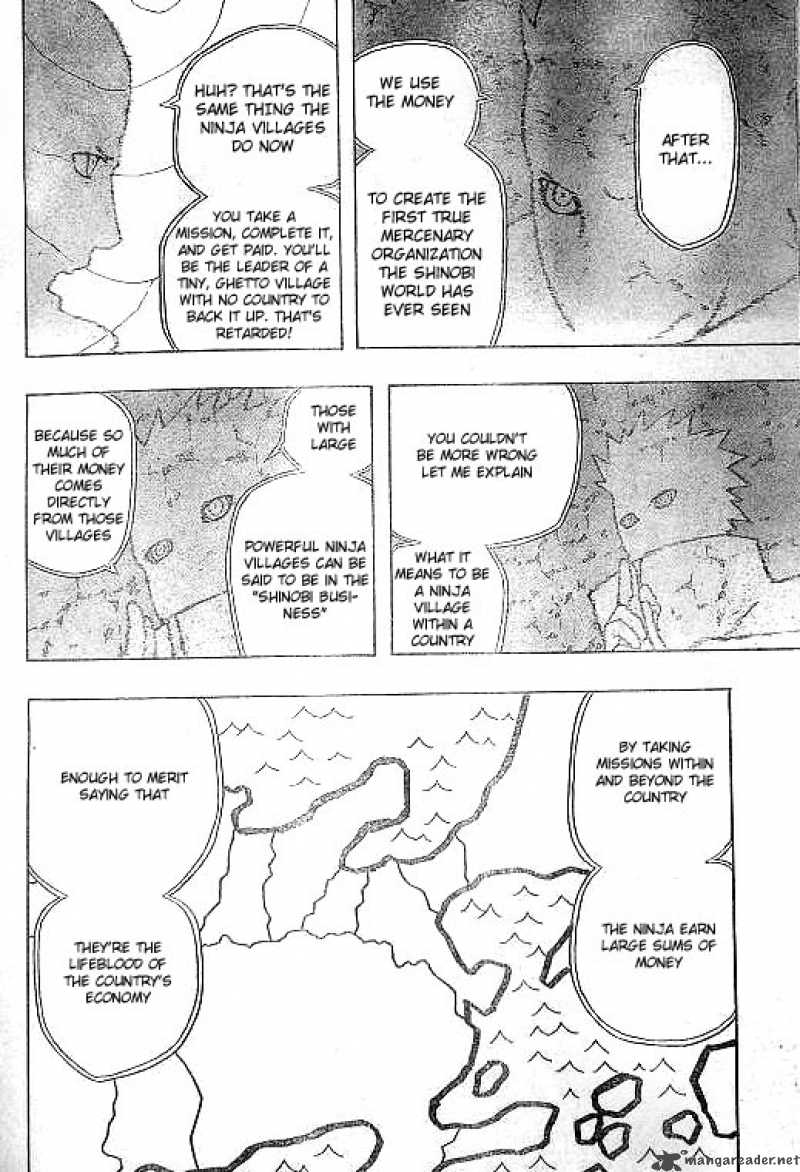 AFTER
THAT...
WE USE
THE MONEY
TO CREATE THE
FIRST TRUE
MERCENARY
ORGANIZATION
THE SHINOBI
WORLD HAS
EVER SEEN
HUH? THAT'S THE
SAME THING THE
NINJA VILLAGES
DO NOW
YOU TAKE A
MISSION, COMPLETE IT,
AND GET PAID. YOU'LL
BE THE LEADER OF A
TINY, GHETTO VILLAGE
WITH NO COUNTRY TO
BACK IT UP. THAT'S
RETARDED!
YOU COULDN'T
BE MORE WRONG
LET ME EXPLAIN
WHAT IT
MEANS TO BE
A NINJA
VILLAGE
WITHIN A
COUNTRY
THOSE
WITH
LARGE
POWERFUL NINJA
VILLAGES CAN BE
SAID TO BE IN THE
"SHINOBI BUSI-
NESS"
BECAUSE SO
MUCH OF
THEIR MONEY
COMES
DIRECTLY
FROM THOSE
VILLAGES
BY TAKING
MISSIONS WITHIN
AND BEYOND THE
COUNTRY
THE NINJA EARN
LARGE SUMS OF
MONEY
ENOUGH TO MERIT
SAYING THAT
THEY'RE THE
LIFEBLOOD OF
THE COUNTRY'S
ECONOMY
mangareader.net